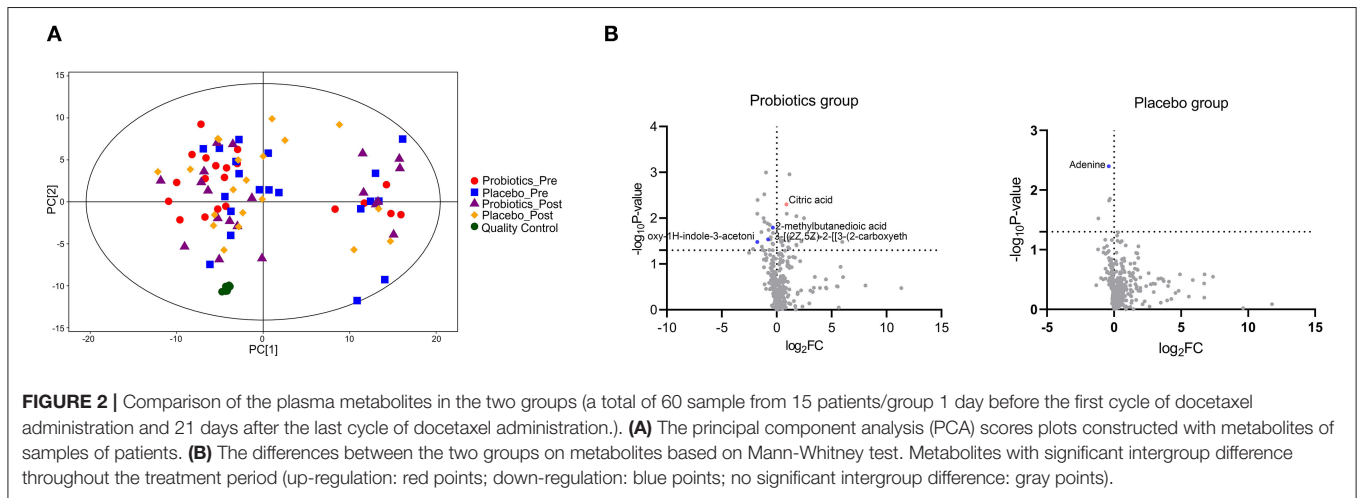 A
B
15
10
5
0
-5
-10
-15
-20
-10
0
10
20
PC[2]
PC[1]
Probiotics_Pre
Placebo_Pre
Probiotics_Post
Placebo_Post
Quality Control
Probiotics group
4
3
2
1
0
-10
-5
0
5
10
15
-log10P-value
log2FC
Citric acid
2-methylbutanedioic acid
oxy-1H-indole-3-acetoni
3-[(2Z,5Z)-2-[[3-(2-carboxyeth
Placebo group
3
2
1
0
-5
0
5
10
15
-log10P-value
log2FC
Adenine
FIGURE 2 | Comparison of the plasma metabolites in the two groups (a total of 60 sample from 15 patients/group 1 day before the first cycle of docetaxel
administration and 21 days after the last cycle of docetaxel administration.). (A) The principal component analysis (PCA) scores plots constructed with metabolites of
samples of patients. (B) The differences between the two groups on metabolites based on Mann-Whitney test. Metabolites with significant intergroup difference
throughout the treatment period (up-regulation: red points; down-regulation: blue points; no significant intergroup difference: gray points).